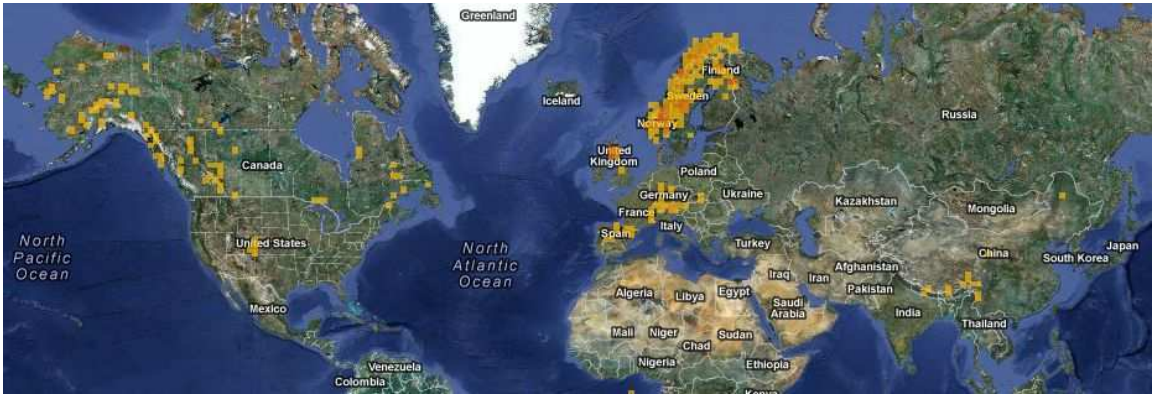 Greenland
Iceland
Finland
Sweden
Norway
Russia
United
Kingdom
Canada
Poland
Germany
Ukraine
France
Kazakhstan
Mongolia
Italy
Spain
Turkey
North
Pacific
Ocean
United States
North
Atlantic
Ocean
China
Japan
South Korea
Iraq
Iran
Afghanistan
Pakistan
Algeria
Libya
Egypt
Saudi
Arabia
India
Mexico
Mali
Niger
Chad
Sudan
Thailand
Nigeria
Ethiopia
Venezuela
Colombia
Kenya